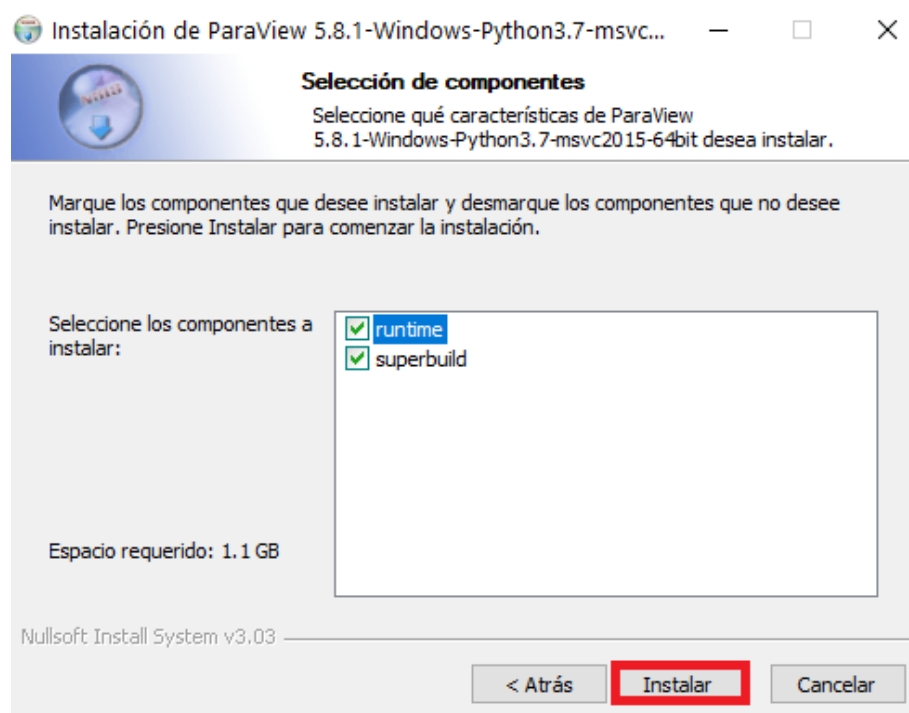 Instalación de ParaView 5.8.1-Windows-Python3.7-msvc...
Selección de componentes
Seleccione qué características de ParaView
5.8.1-Windows-Python3.7-msvc2015-64bit desea instalar.
Marque los componentes que desee instalar y desmarque los componentes que no desee
instalar. Presione Instalar para comenzar la instalación.
Seleccione los componentes a
instalar:
runtime
superbuild
Espacio requerido: 1.1 GB
Nullsoft Install System v3.03
< Atrás
Instalar
Cancelar